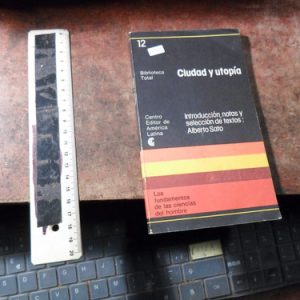 12
Biblioteca
Total
Ciudad y utopía
Centro
Editor de
América
Latina
Introducción, notas y
selección de textos:
Alberto Sato
Los
fundamentos
de las ciencias
del hombre